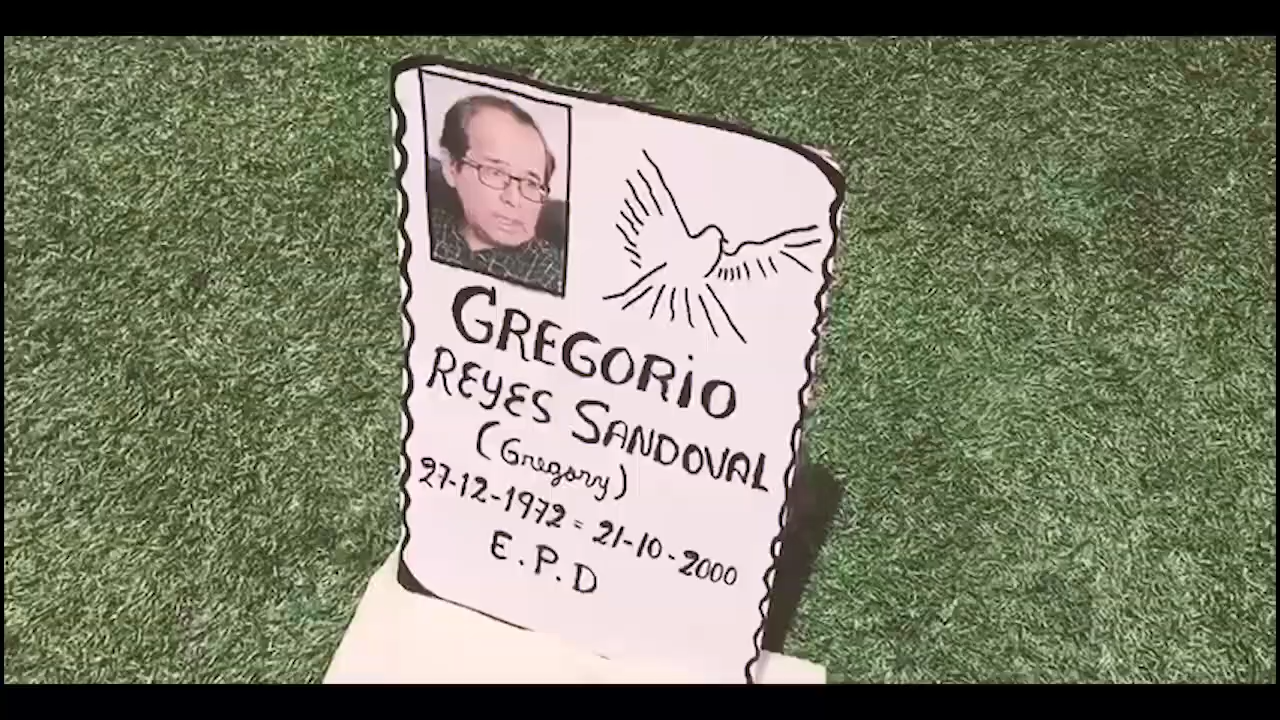 GREGORIO
REYES SANDOVAL
(Gregory)
27-12-1972 = 21-10-2000
E.P.D